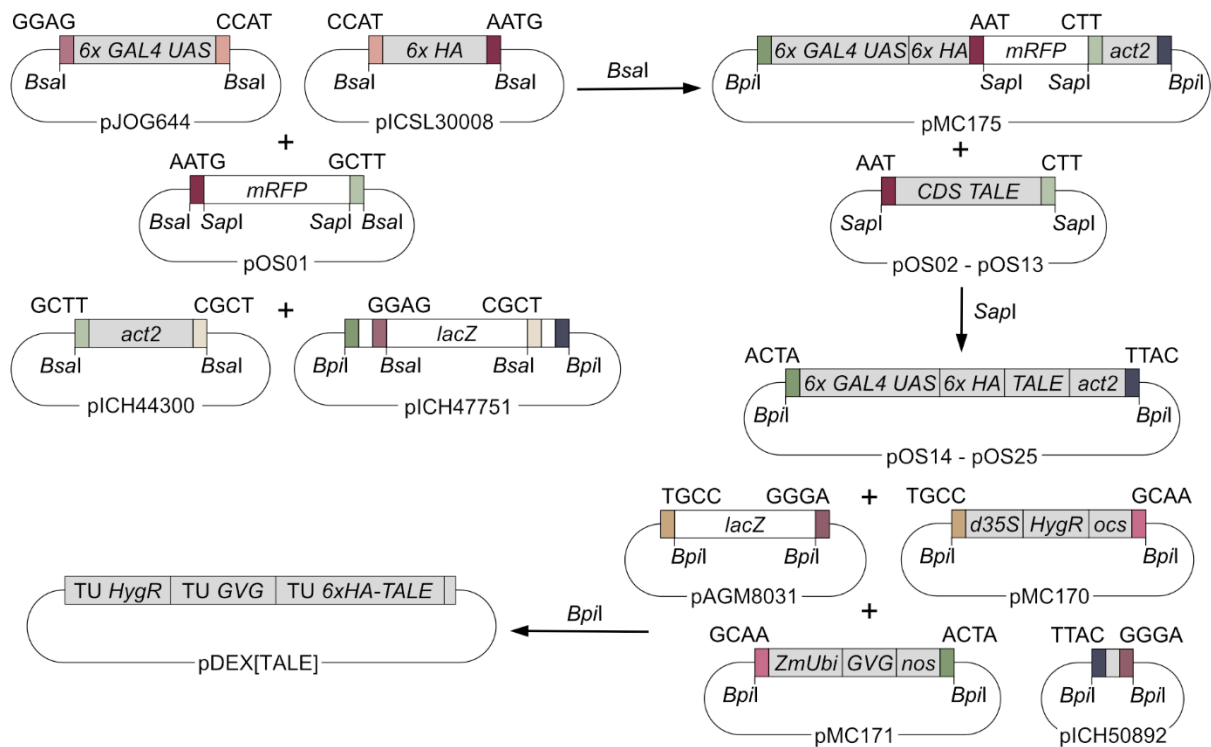 GGAG CCAT
6x GAL4 UAS
BsaI BsaI
pJOG644
CCAT AATG
6x HA
BsaI BsaI
pICSL30008
+
AATG GCTT
mRFP
BsaI SapI SapI BsaI
pOS01
GCTT CGCT
act2
BsaI BsaI
pICH44300
+
GGAG CGCT
lacZ
BpiI BsaI BsaI BpiI
pICH47751
BsaI
AAT CTT
6x GAL4 UAS 6x HA mRFP act2
BpiI SapI SapI BpiI
pMC175
+
AAT CTT
CDS TALE
SapI SapI
pOS02 - pOS13
SapI
ACTA TTAC
6x GAL4 UAS 6x HA TALE act2
BpiI BpiI
pOS14 - pOS25
+
TGCC GGGA
lacZ
BpiI BpiI
pAGM8031
TGCC GCAA
d35S HygR ocs
BpiI BpiI
pMC170
+
GCAA ACTA
ZmUbi GVG nos
BpiI BpiI
pMC171
TTAC GGGA
BpiI BpiI
pICH50892
BpiI
TU HygR TU GVG TU 6xHA-TALE
pDEX[TALE]